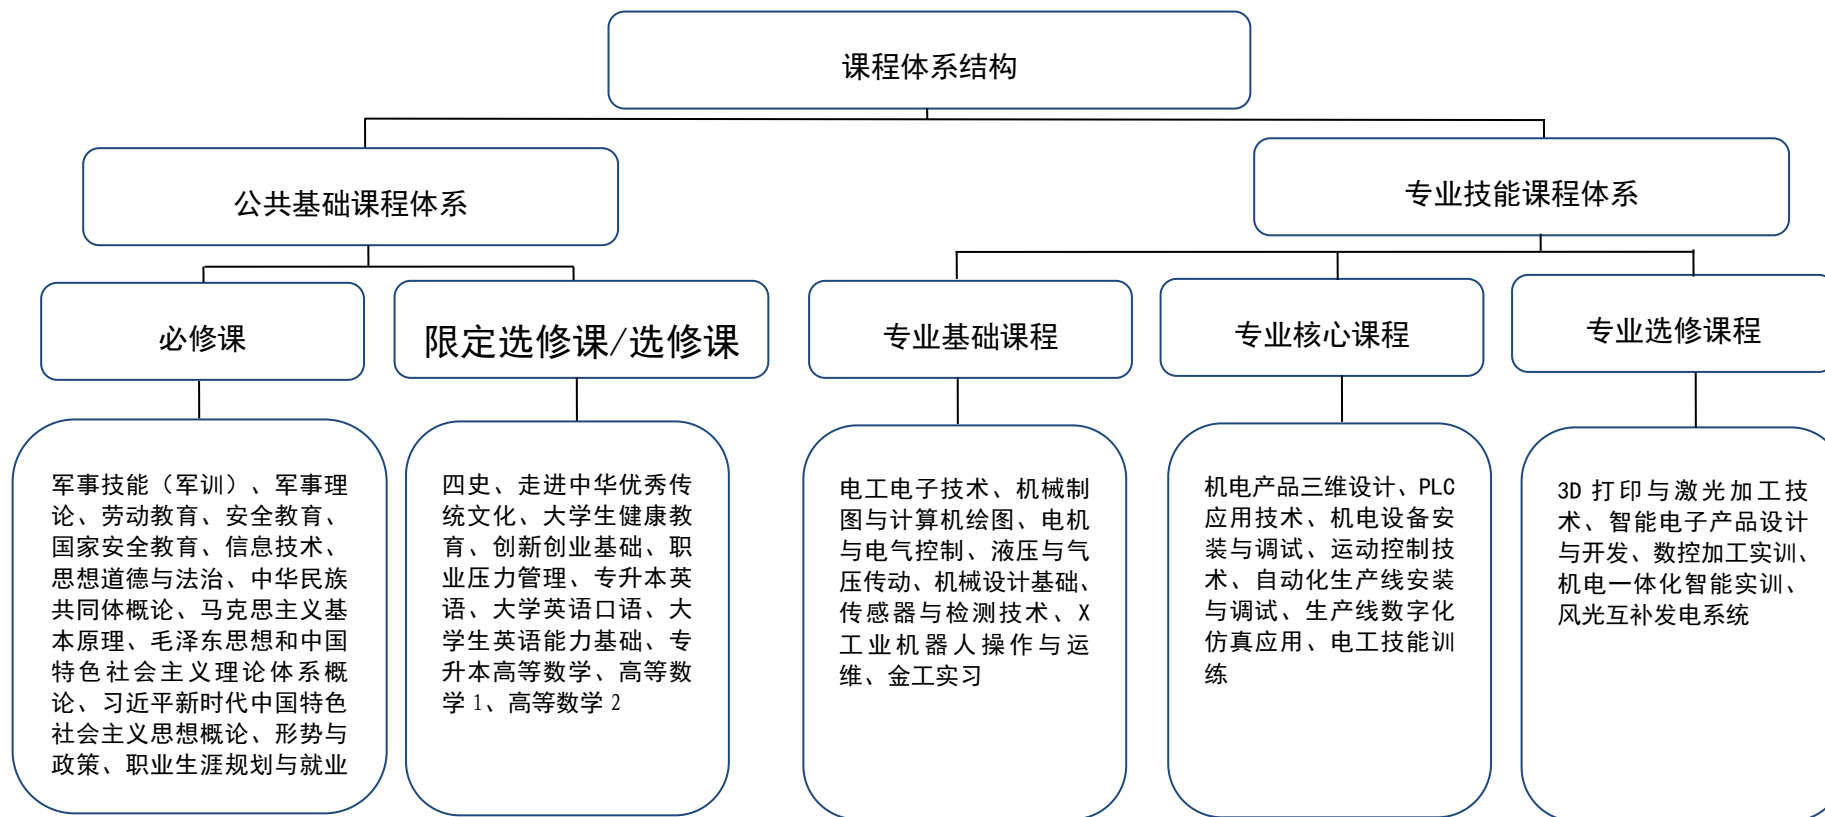 课程体系结构
公共基础课程体系
专业技能课程体系
必修课
限定选修课/选修课
专业基础课程
专业核心课程
专业选修课程
军事技能（军训）、军事理
论、劳动教育、安全教育、
国家安全教育、信息技术、
思想道德与法治、中华民族
共同体概论、马克思主义基
本原理、毛泽东思想和中国
特色社会主义理论体系概
论、习近平新时代中国特色
社会主义思想概论、形势与
政策、职业生涯规划与就业
四史、走进中华优秀传
统文化、大学生健康教
育、创新创业基础、职
业压力管理、专升本英
语、大学英语口语、大
学生英语能力基础、专
升本高等数学、高等数
学 1、高等数学 2
电工电子技术、机械制
图与计算机绘图、电机
与电气控制、液压与气
压传动、机械设计基础、
传感器与检测技术、X
工业机器人操作与运
维、金工实习
机电产品三维设计、PLC
应用技术、机电设备安
装与调试、运动控制技
术、自动化生产线安装
与调试、生产线数字化
仿真应用、电工技能训
练
3D 打印与激光加工技
术、智能电子产品设计
与开发、数控加工实训、
机电一体化智能实训、
风光互补发电系统